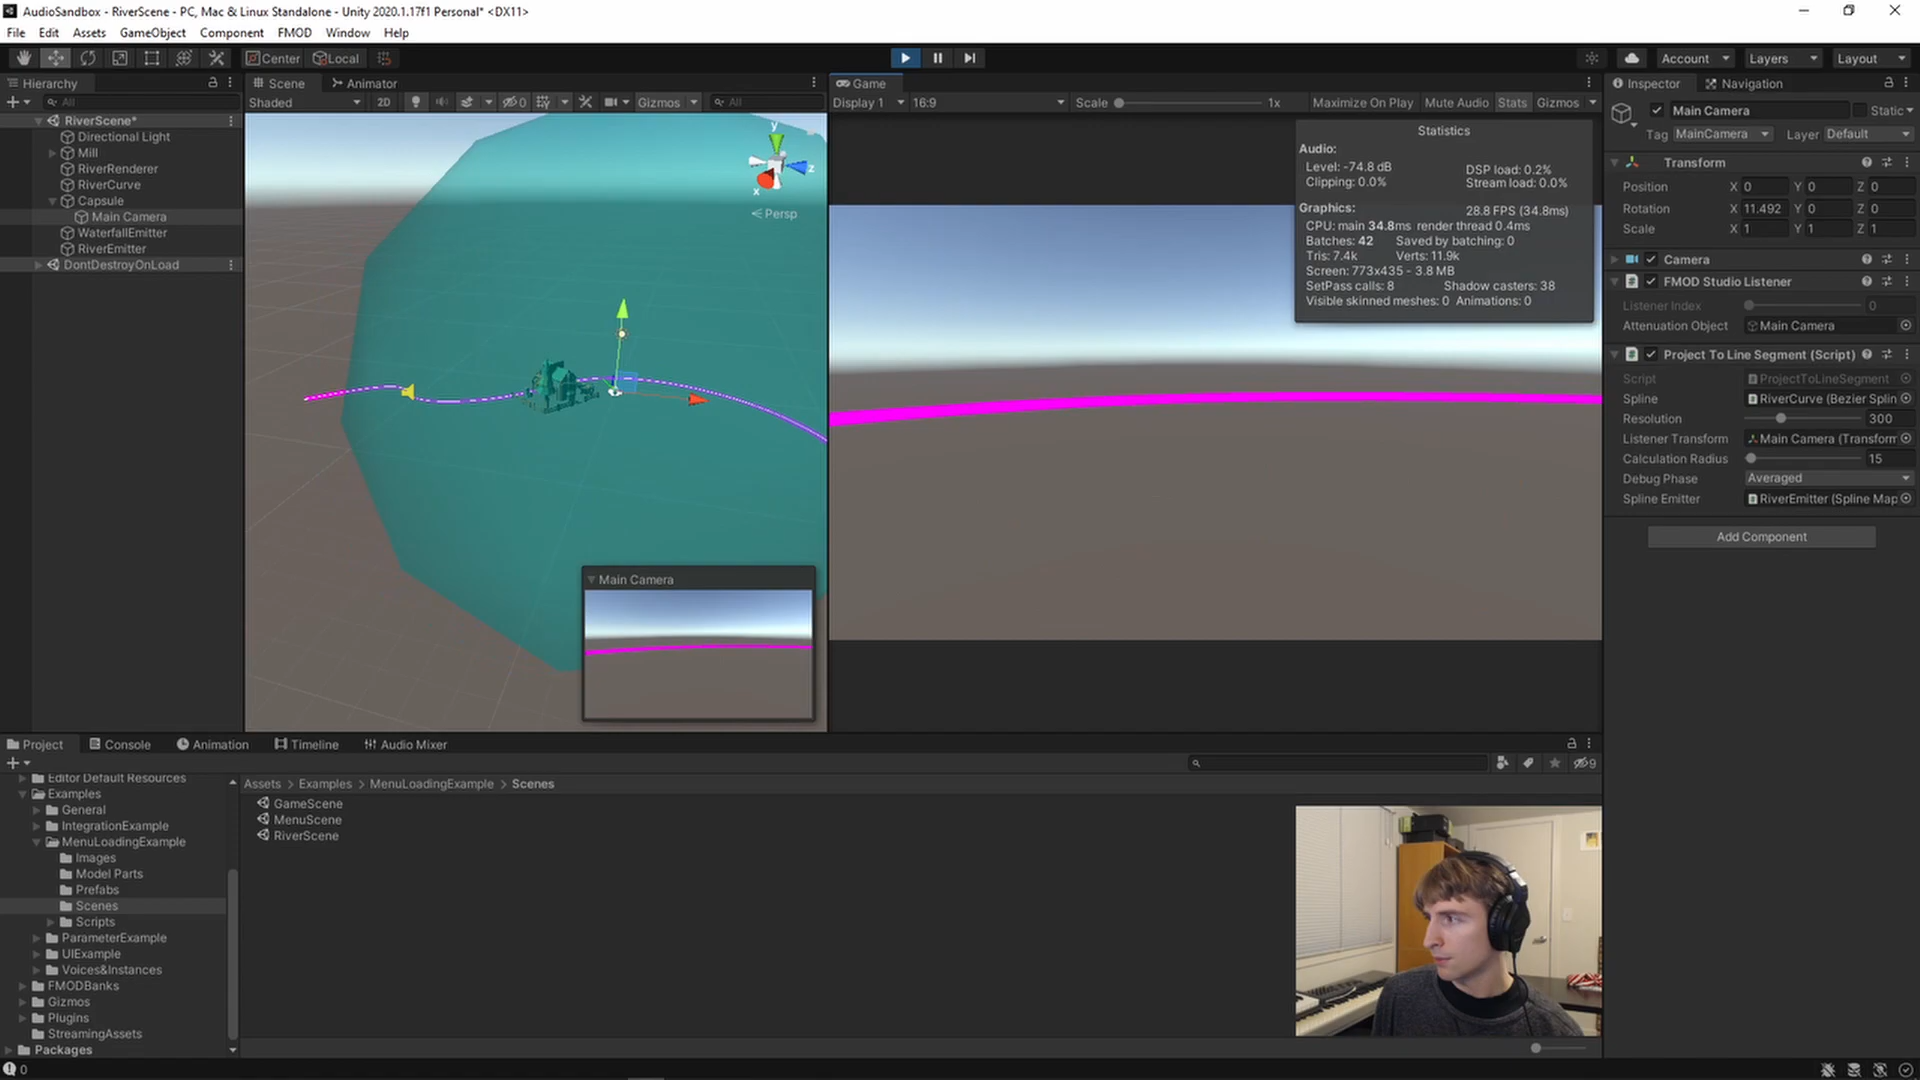 AudioSandbox - RiverScene - PC, Mac & Linux Standalone - Unity 2020.1.17f1 Personal* <DX11>
File Edit Assets GameObject Component FMOD Window Help
Center Local
Account Layers Layout
Hierarchy
All
RiverScene*
Directional Light
Mill
RiverRenderer
RiverCurve
Capsule
Main Camera
WaterfallEmitter
RiverEmitter
DontDestroyOnLoad
Scene Animator
Shaded 2D 0 Gizmos All
y
z
x
Persp
Main Camera
Game
Display 1 16:9 Scale 1x Maximize On Play Mute Audio Stats Gizmos
Statistics
Audio:
Level: -74.8 dB DSP load: 0.2%
Clipping: 0.0% Stream load: 0.0%
Graphics: 28.8 FPS (34.8ms)
CPU: main 34.8ms render thread 0.4ms
Batches: 42 Saved by batching: 0
Tris: 7.4k Verts: 11.9k
Screen: 773x435 - 3.8 MB
SetPass calls: 8 Shadow casters: 38
Visible skinned meshes: 0 Animations: 0
Inspector Navigation
Main Camera Static
Tag MainCamera Layer Default
Transform
Position X 0 Y 0 Z 0
Rotation X 11.492 Y 0 Z 0
Scale X 1 Y 1 Z 1
Camera
FMOD Studio Listener
Listener Index 0
Attenuation Object Main Camera
Project To Line Segment (Script)
Script ProjectToLineSegment
Spline RiverCurve (Bezier Splin
Resolution 300
Listener Transform Main Camera (Transform
Calculation Radius 15
Debug Phase Averaged
Spline Emitter RiverEmitter (Spline Map
Add Component
Project Console Animation Timeline Audio Mixer
9
Editor Default Resources
Examples
General
IntegrationExample
MenuLoadingExample
Images
Model Parts
Prefabs
Scenes
Scripts
ParameterExample
UIExample
Voices&Instances
FMODBanks
Gizmos
Plugins
StreamingAssets
Packages
Assets > Examples > MenuLoadingExample > Scenes
GameScene
MenuScene
RiverScene
0